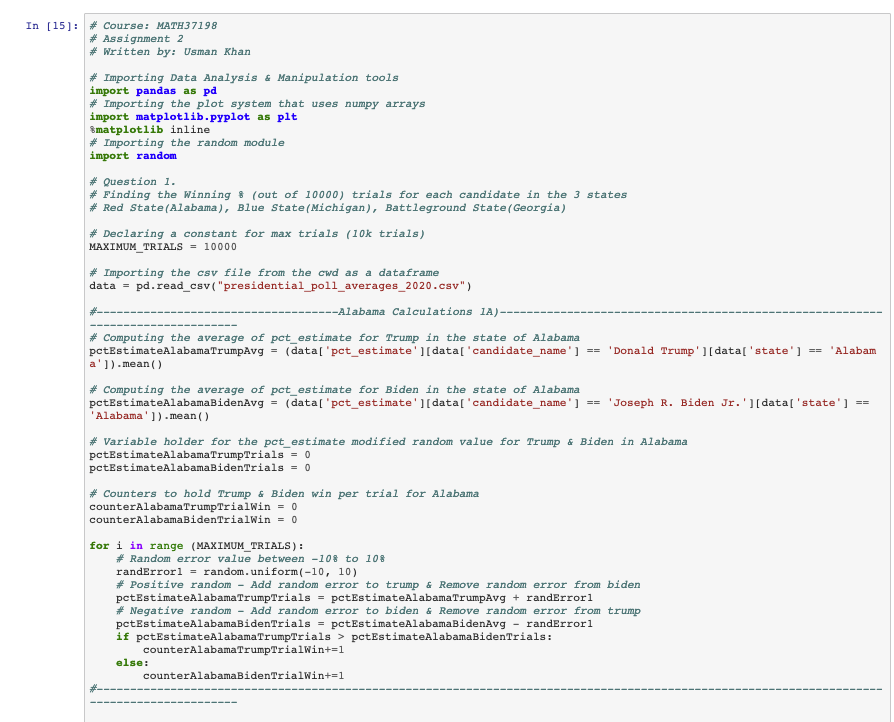 In [15]: # Course: MATH37198
# Assignment 2
# Written by: Usman Khan
# Importing Data Analysis & Manipulation tools
import pandas as pd
# Importing the plot system that uses numpy arrays
import matplotlib.pyplot as plt
%matplotlib inline
# Importing the random module
import random
# Question 1.
# Finding the Winning % (out of 10000) trials for each candidate in the 3 states
# Red State(Alabama), Blue State(Michigan), Battleground State(Georgia)
# Declaring a constant for max trials (10k trials)
MAXIMUM_TRIALS = 10000
# Importing the csv file from the cwd as a dataframe
data = pd.read_csv("presidential_poll_averages_2020.csv")
#------------------------------------Alabama Calculations 1A)---------------------------------------------------------
----------------------
# Computing the average of pct_estimate for Trump in the state of Alabama
pctEstimateAlabamaTrumpAvg = (data['pct_estimate'][data['candidate_name'] == 'Donald Trump'][data['state'] == 'Alabam
a']).mean()
# Computing the average of pct_estimate for Biden in the state of Alabama
pctEstimateAlabamaBidenAvg = (data['pct_estimate'][data['candidate_name'] == 'Joseph R. Biden Jr.'][data['state'] ==
'Alabama']).mean()
# Variable holder for the pct_estimate modified random value for Trump & Biden in Alabama
pctEstimateAlabamaTrumpTrials = 0
pctEstimateAlabamaBidenTrials = 0
# Counters to hold Trump & Biden win per trial for Alabama
counterAlabamaTrumpTrialWin = 0
counterAlabamaBidenTrialWin = 0
for i in range (MAXIMUM_TRIALS):
    # Random error value between -10% to 10%
    randError1 = random.uniform(-10, 10)
    # Positive random - Add random error to trump & Remove random error from biden
    pctEstimateAlabamaTrumpTrials = pctEstimateAlabamaTrumpAvg + randError1
    # Negative random - Add random error to biden & Remove random error from trump
    pctEstimateAlabamaBidenTrials = pctEstimateAlabamaBidenAvg - randError1
    if pctEstimateAlabamaTrumpTrials > pctEstimateAlabamaBidenTrials:
        counterAlabamaTrumpTrialWin+=1
    else:
        counterAlabamaBidenTrialWin+=1
#---------------------------------------------------------------------------------------------------------------------
----------------------